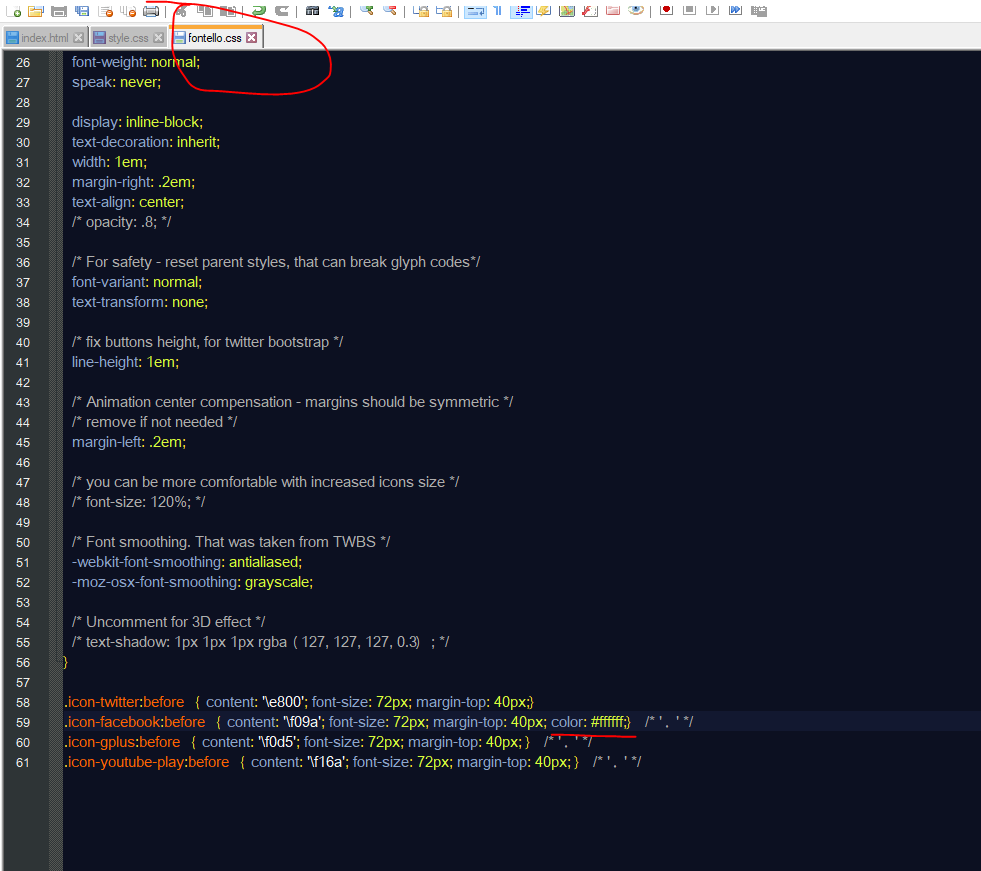 index.html style.css fontello.css
26 font-weight: normal;
27 speak: never;
28
29 display: inline-block;
30 text-decoration: inherit;
31 width: 1em;
32 margin-right: .2em;
33 text-align: center;
34 /* opacity: .8; */
35
36 /* For safety - reset parent styles, that can break glyph codes*/
37 font-variant: normal;
38 text-transform: none;
39
40 /* fix buttons height, for twitter bootstrap */
41 line-height: 1em;
42
43 /* Animation center compensation - margins should be symmetric */
44 /* remove if not needed */
45 margin-left: .2em;
46
47 /* you can be more comfortable with increased icons size */
48 /* font-size: 120%; */
49
50 /* Font smoothing. That was taken from TWBS */
51 -webkit-font-smoothing: antialiased;
52 -moz-osx-font-smoothing: grayscale;
53
54 /* Uncomment for 3D effect */
55 /* text-shadow: 1px 1px 1px rgba ( 127, 127, 127, 0.3) ; */
56 }
57
58 .icon-twitter:before { content: '\e800'; font-size: 72px; margin-top: 40px;}
59 .icon-facebook:before { content: '\f09a'; font-size: 72px; margin-top: 40px; color: #ffffff;} /* '.' */
60 .icon-gplus:before { content: '\f0d5'; font-size: 72px; margin-top: 40px; } /* '.' */
61 .icon-youtube-play:before { content: '\f16a'; font-size: 72px; margin-top: 40px; } /* '.' */